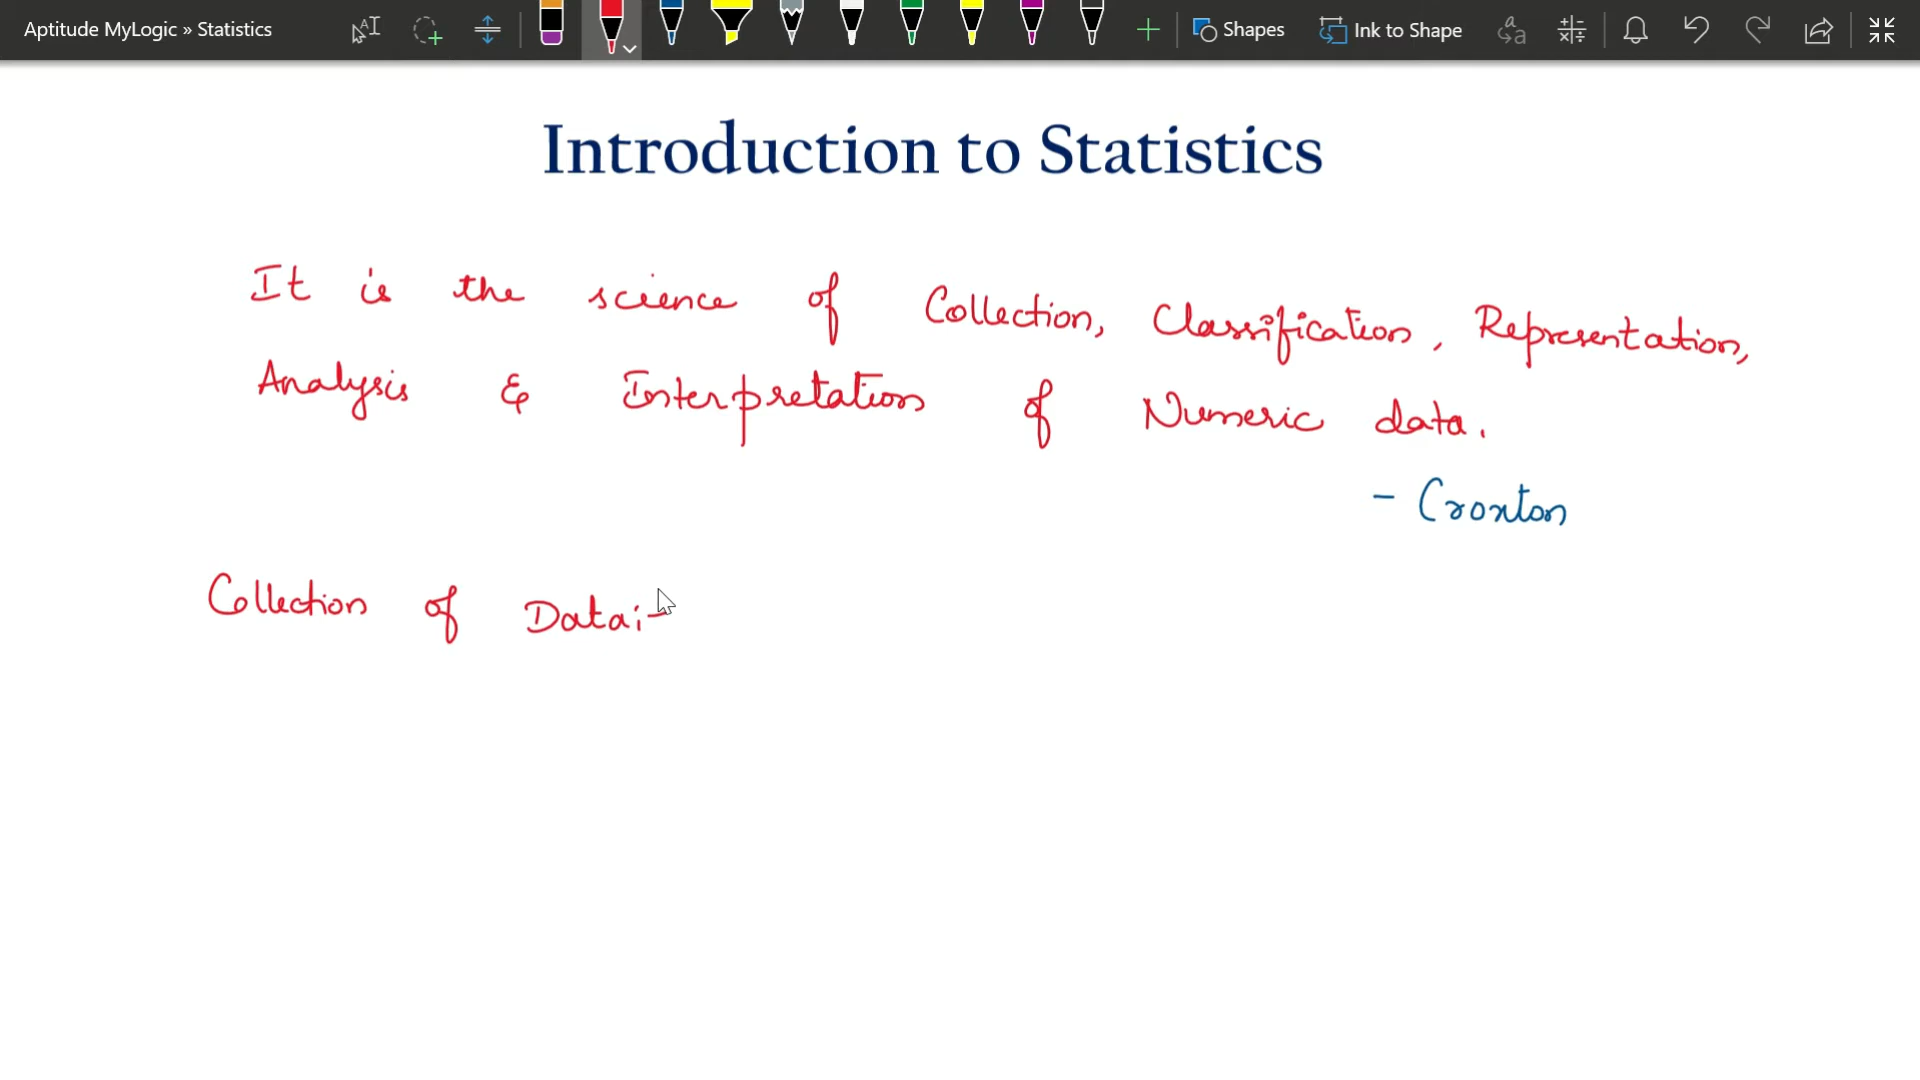 Aptitude MyLogic » Statistics
Shapes
Ink to Shape
Introduction to Statistics
It is the science of Collection, Classification, Representation,
Analysis & Interpretation of Numeric data.
- Croxton
Collection of Data:-